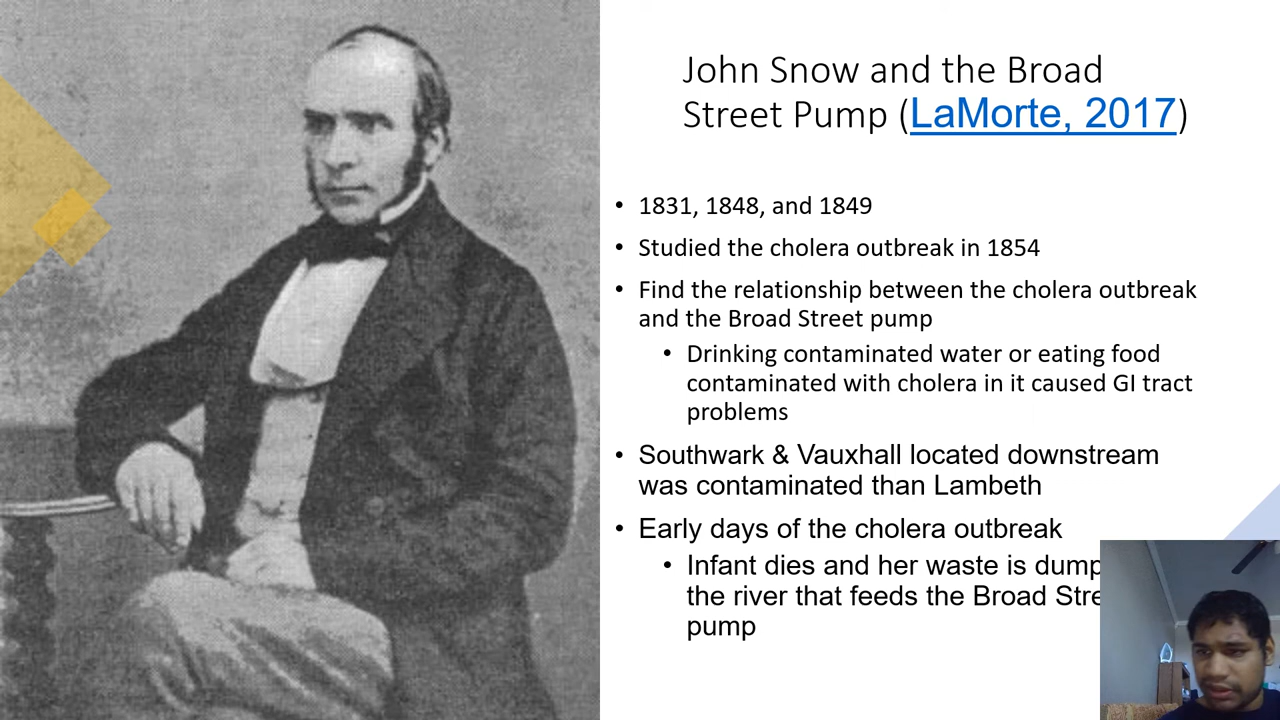 John Snow and the Broad
Street Pump (LaMorte, 2017)
• 1831, 1848, and 1849
• Studied the cholera outbreak in 1854
• Find the relationship between the cholera outbreak
and the Broad Street pump
• Drinking contaminated water or eating food
contaminated with cholera in it caused GI tract
problems
• Southwark & Vauxhall located downstream
was contaminated than Lambeth
• Early days of the cholera outbreak
• Infant dies and her waste is
the river that feeds the Broad
pump